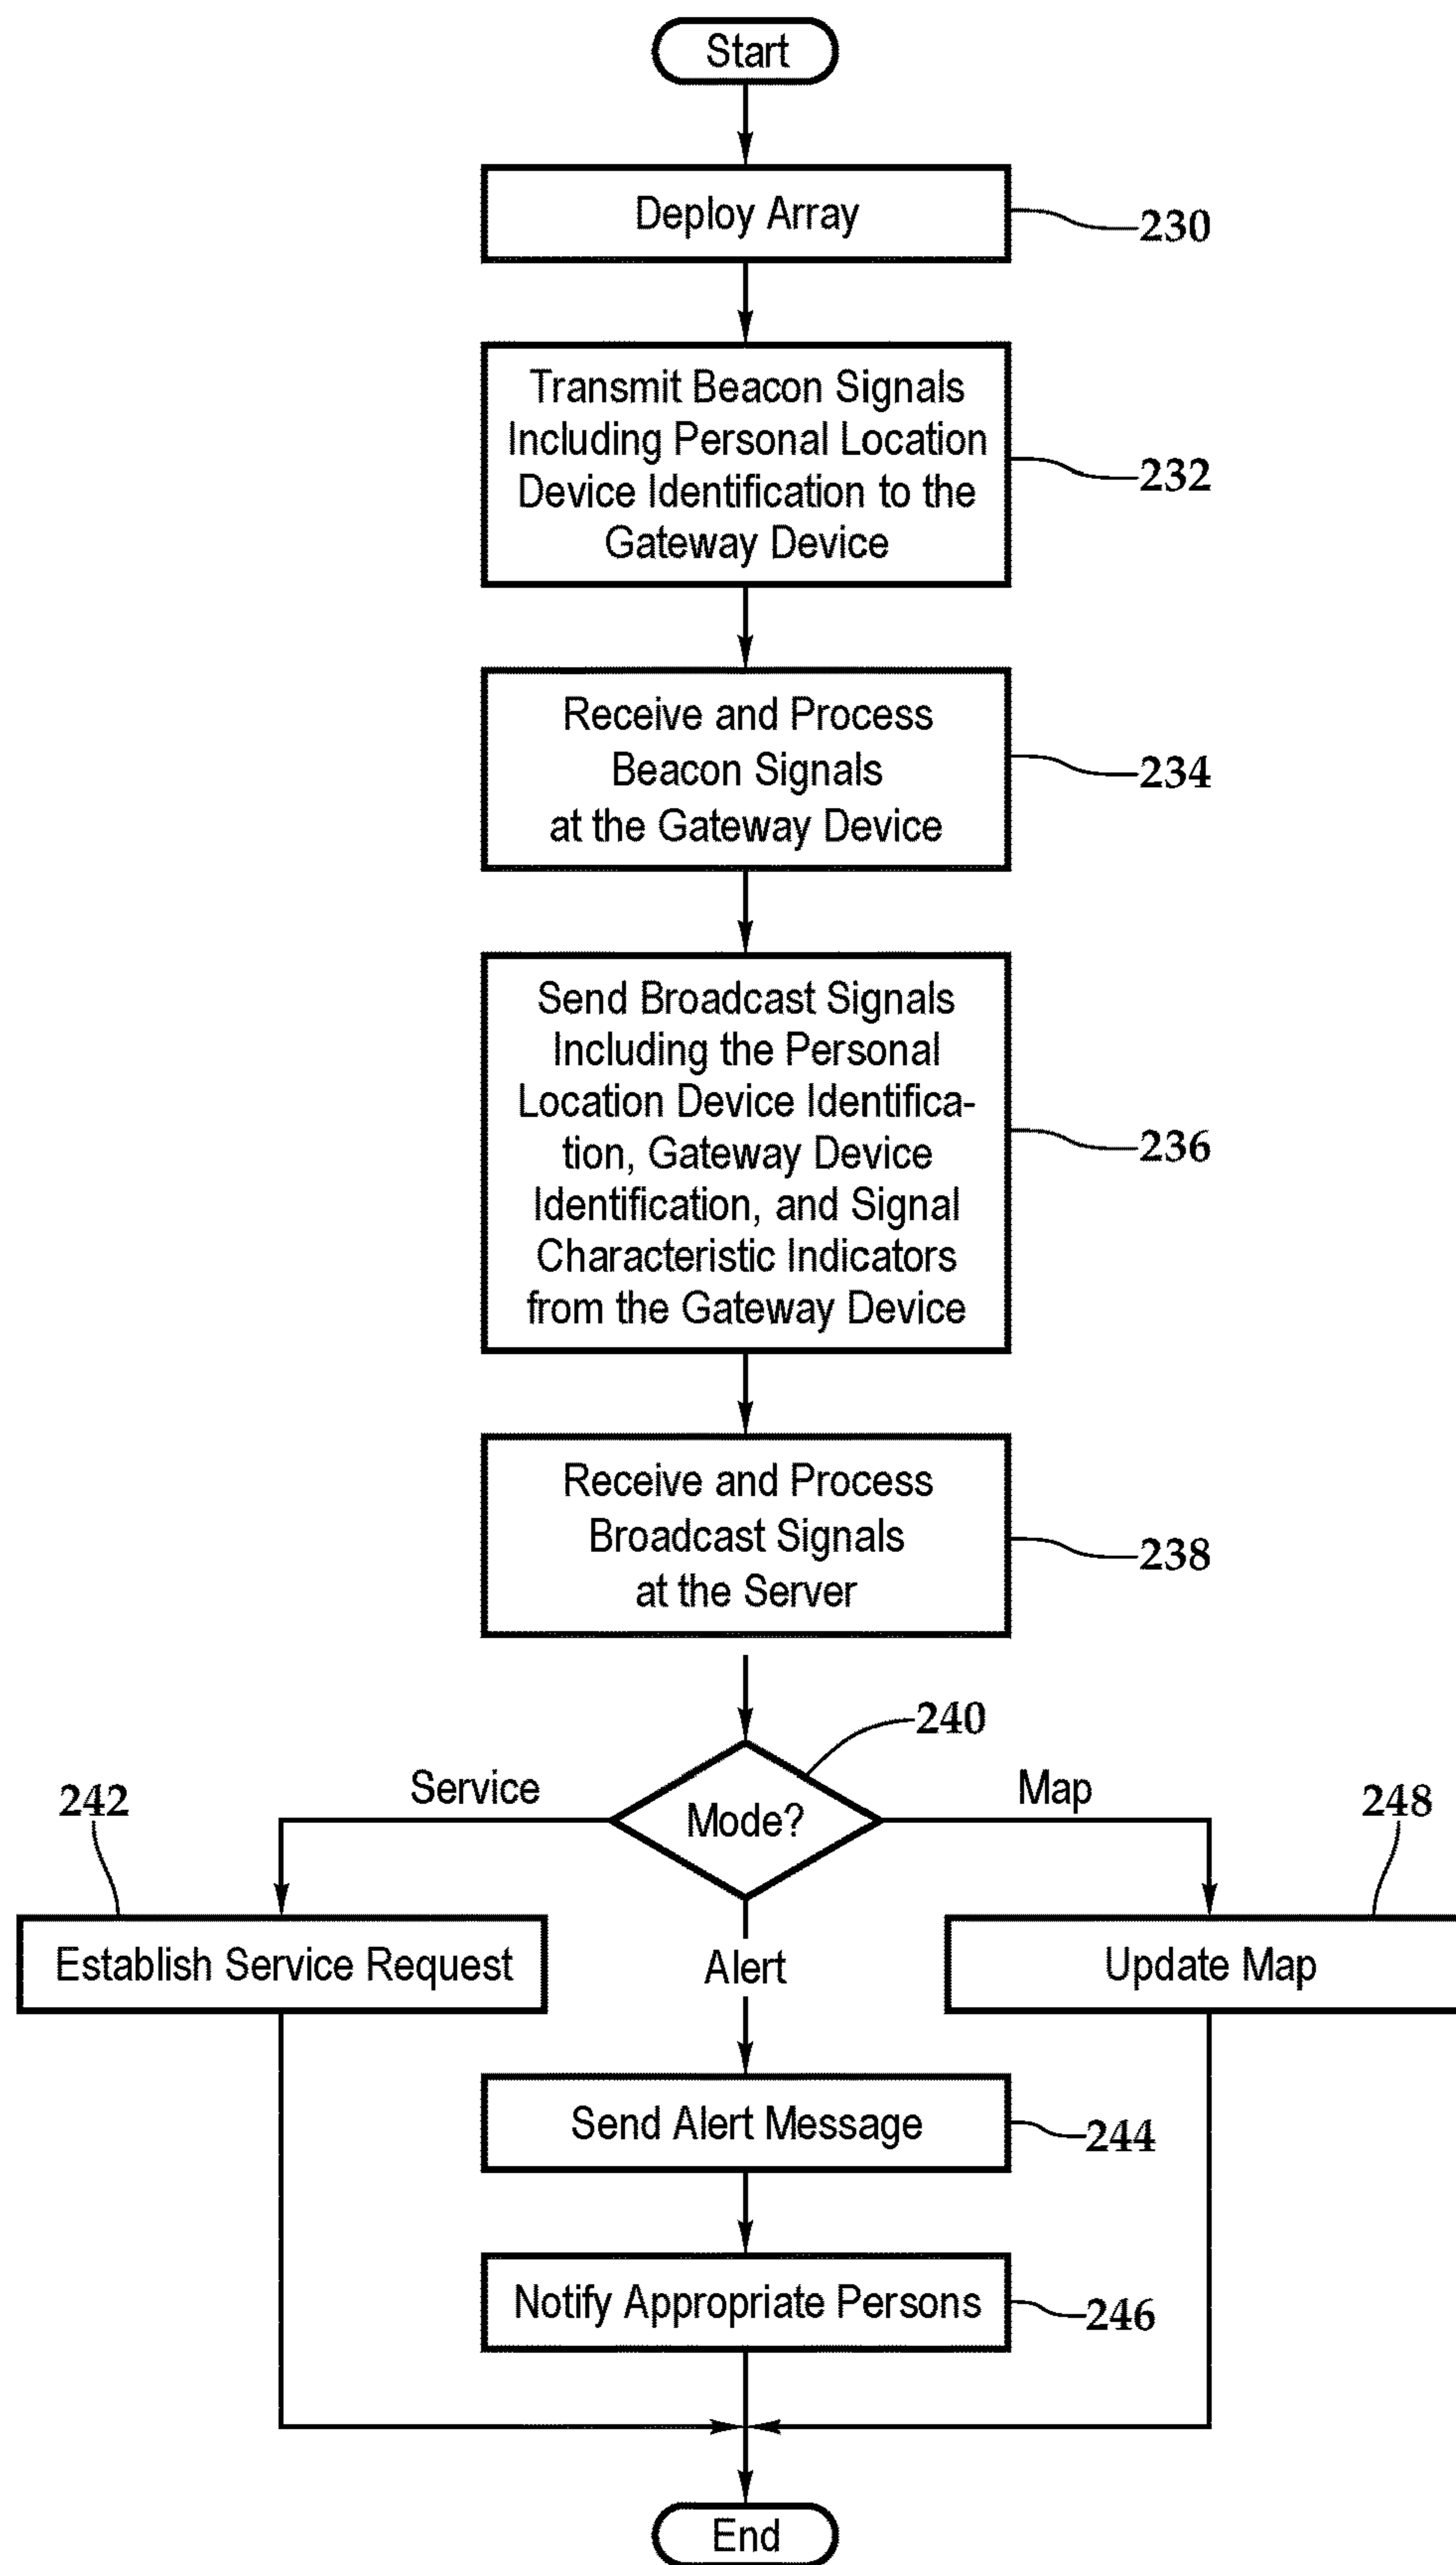 Start
Deploy Array
230
Transmit Beacon Signals
Including Personal Location
Device Identification to the
Gateway Device
232
Receive and Process
Beacon Signals
at the Gateway Device
234
Send Broadcast Signals
Including the Personal
Location Device Identifica-
tion, Gateway Device
Identification, and Signal
Characteristic Indicators
from the Gateway Device
236
Receive and Process
Broadcast Signals
at the Server
238
240
Mode?
Service
Map
242
248
Establish Service Request
Alert
Update Map
Send Alert Message
244
Notify Appropriate Persons
246
End